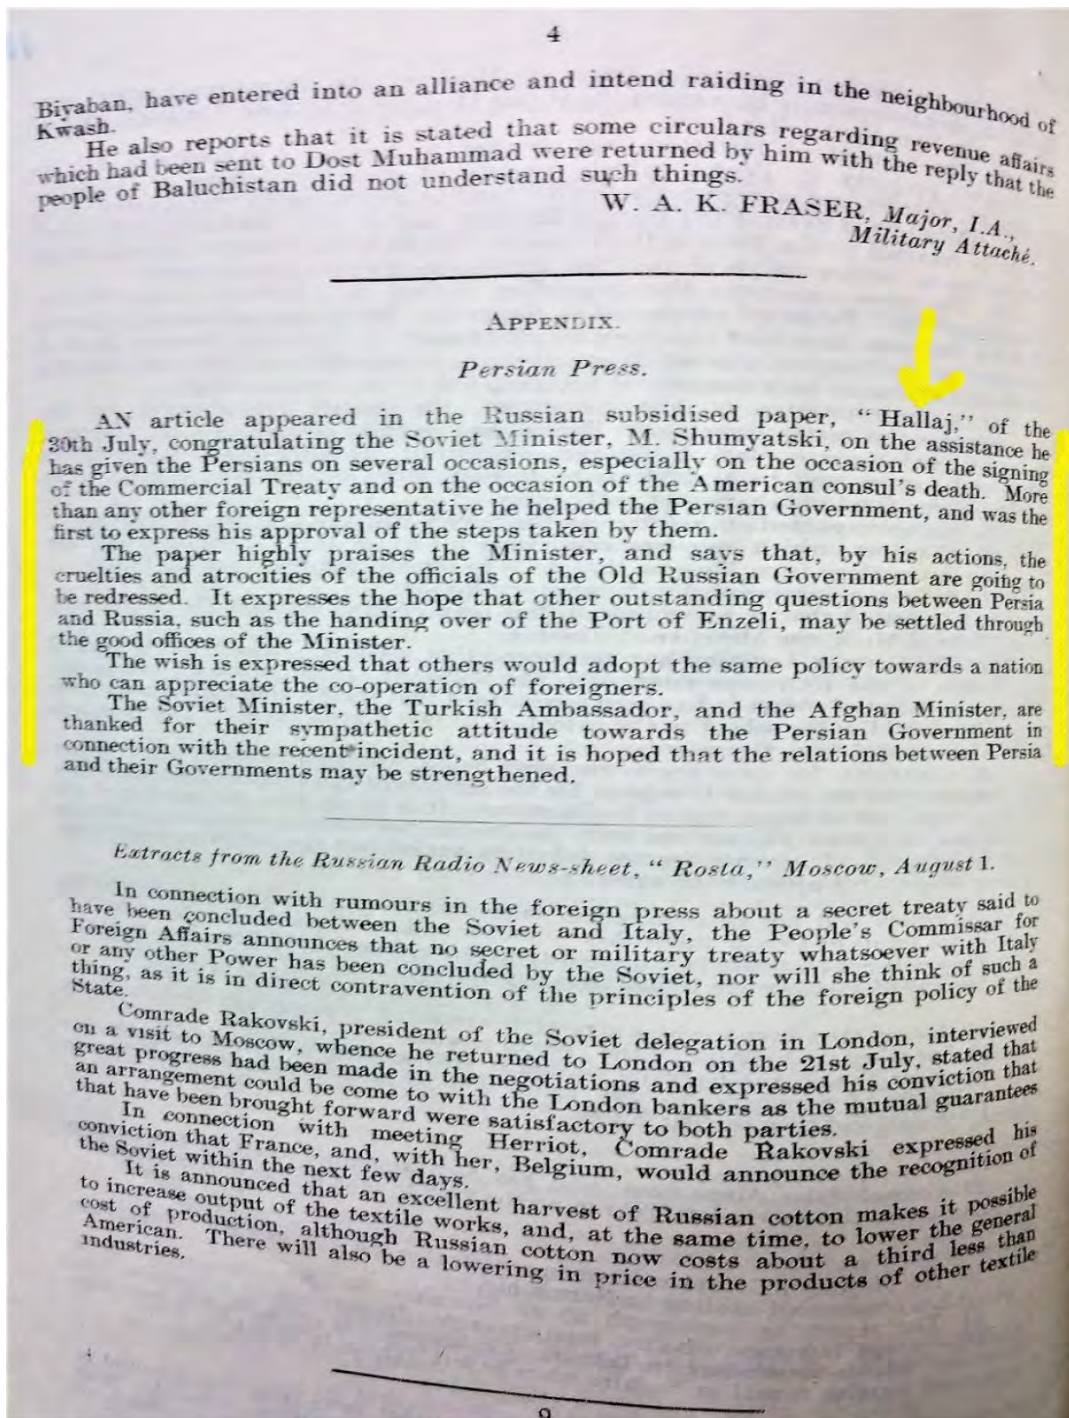 4
Biyaban, have entered into an alliance and intend raiding in the neighbourhood of
Kwash.
He also reports that it is stated that some circulars regarding revenue affairs
which had been sent to Dost Muhammad were returned by him with the reply that the
people of Baluchistan did not understand such things.
W. A. K. FRASER, Major, I.A.,
Military Attaché.
APPENDIX.
Persian Press.
AN article appeared in the Russian subsidised paper, “Hallaj,” of the
30th July, congratulating the Soviet Minister, M. Shumyatski, on the assistance he
has given the Persians on several occasions, especially on the occasion of the signing
of the Commercial Treaty and on the occasion of the American consul's death. More
than any other foreign representative he helped the Persian Government, and was the
first to express his approval of the steps taken by them.
The paper highly praises the Minister, and says that, by his actions, the
cruelties and atrocities of the officials of the Old Russian Government are going to
be redressed. It expresses the hope that other outstanding questions between Persia
and Russia, such as the handing over of the Port of Enzeli, may be settled through
the good offices of the Minister.
The wish is expressed that others would adopt the same policy towards a nation
who can appreciate the co-operation of foreigners.
The Soviet Minister, the Turkish Ambassador, and the Afghan Minister, are
thanked for their sympathetic attitude towards the Persian Government in
connection with the recent incident, and it is hoped that the relations between Persia
and their Governments may be strengthened.
Extracts from the Russian Radio News-sheet, “Rosta,” Moscow, August 1.
In connection with rumours in the foreign press about a secret treaty said to
have been concluded between the Soviet and Italy, the People's Commissar for
Foreign Affairs announces that no secret or military treaty whatsoever with Italy
or any other Power has been concluded by the Soviet, nor will she think of such a
thing, as it is in direct contravention of the principles of the foreign policy of the
State.
Comrade Rakovski, president of the Soviet delegation in London, interviewed
on a visit to Moscow, whence he returned to London on the 21st July, stated that
great progress had been made in the negotiations and expressed his conviction that
an arrangement could be come to with the London bankers as the mutual guarantees
that have been brought forward were satisfactory to both parties.
In connection with meeting Herriot, Comrade Rakovski expressed his
conviction that France, and, with her, Belgium, would announce the recognition of
the Soviet within the next few days.
It is announced that an excellent harvest of Russian cotton makes it possible
to increase output of the textile works, and, at the same time, to lower the general
cost of production, although Russian cotton now costs about a third less than
American. There will also be a lowering in price in the products of other textile
industries.